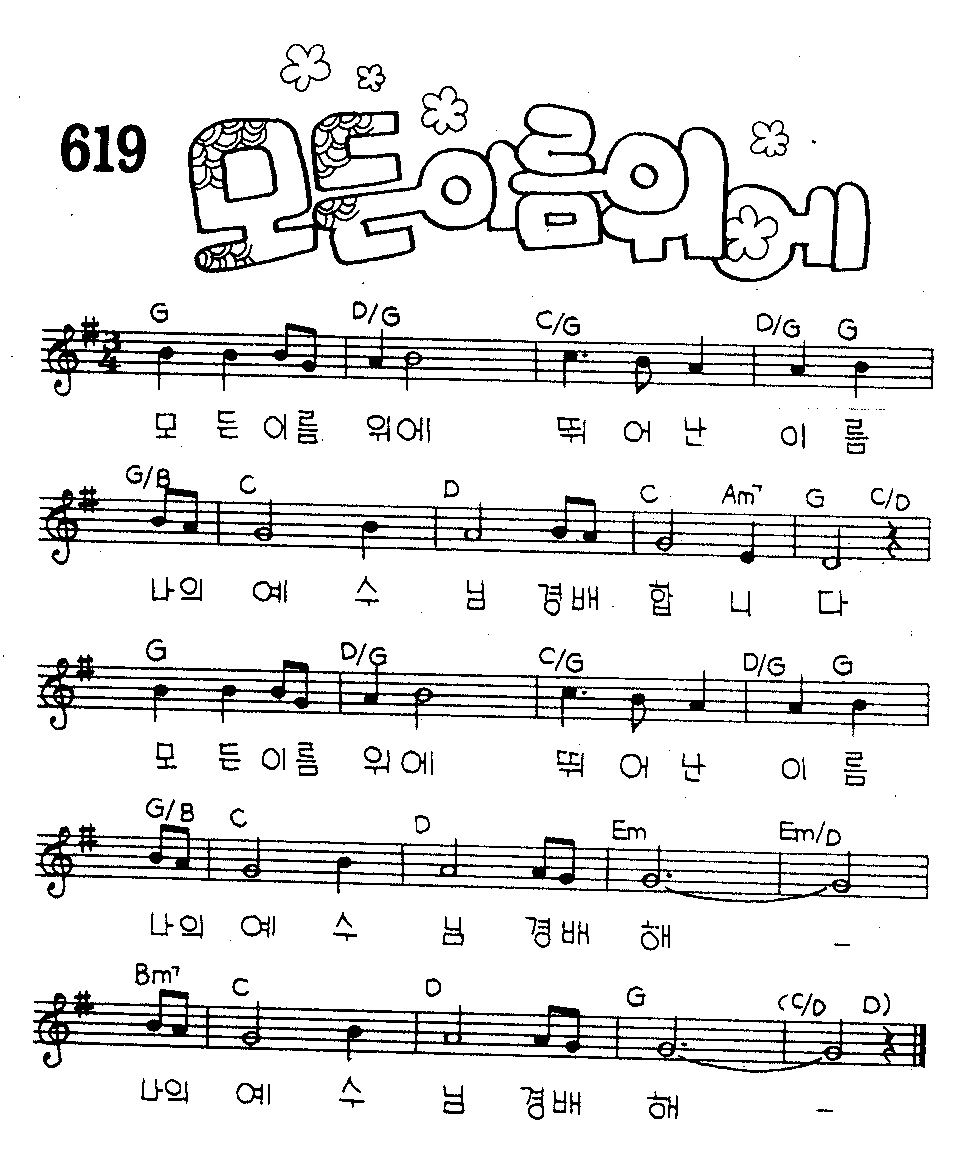 619
모든이름위에
G D/G C/G D/G G
3
4
모 든 이름 위에 뛰 어 난 이 름
G/B C D C Am7 G C/D
나의 예 수 님 경배 합 니 다
G D/G C/G D/G G
모 든 이름 위에 뛰 어 난 이 름
G/B C D Em Em/D
나의 예 수 님 경배 해 _
Bm7 C D G (C/D D)
나의 예 수 님 경배 해 _